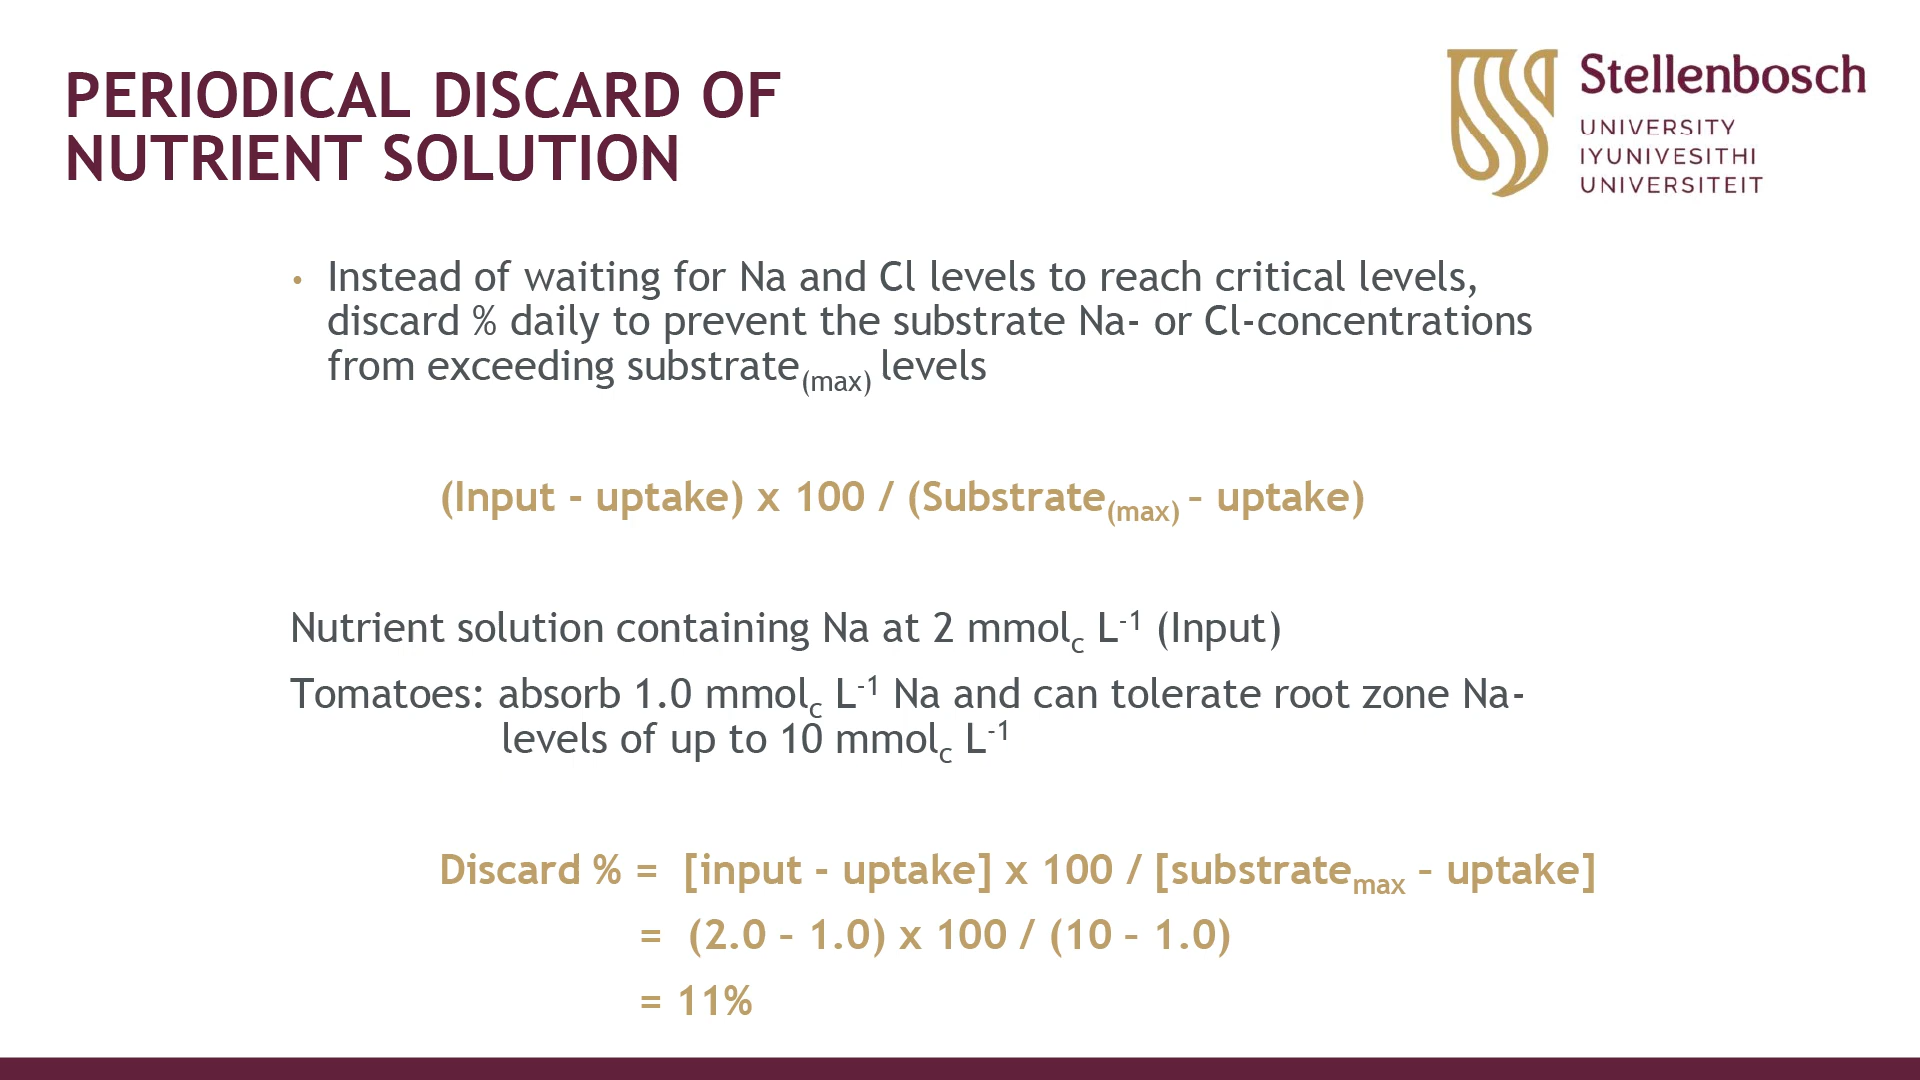 PERIODICAL DISCARD OF
NUTRIENT SOLUTION
Stellenbosch
UNIVERSITY
IYUNIVESITHI
UNIVERSITEIT
• Instead of waiting for Na and Cl levels to reach critical levels,
discard % daily to prevent the substrate Na- or Cl-concentrations
from exceeding substrate(max) levels
(Input - uptake) x 100 / (Substrate(max) – uptake)
Nutrient solution containing Na at 2 mmolc L-1 (Input)
Tomatoes: absorb 1.0 mmolc L-1 Na and can tolerate root zone Na-
levels of up to 10 mmolc L-1
Discard % = [input - uptake] x 100 / [substratemax – uptake]
= (2.0 – 1.0) x 100 / (10 – 1.0)
= 11%